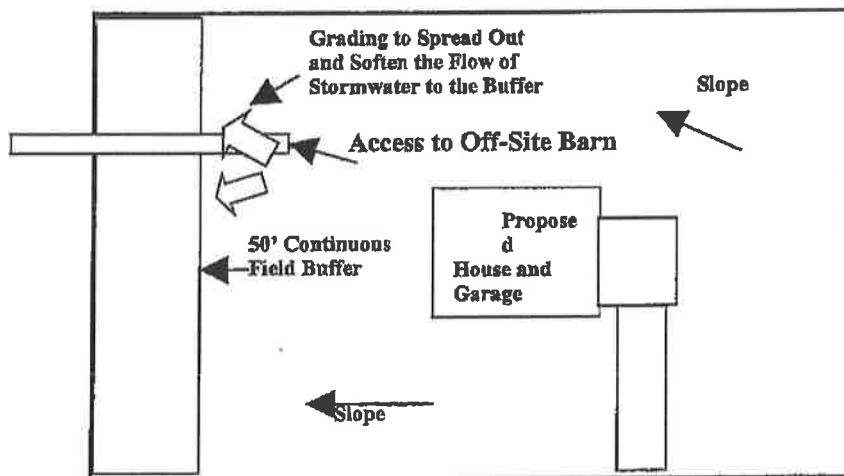 Grading to Spread Out
and Soften the Flow of
Stormwater to the Buffer
Slope
Access to Off-Site Barn
Propose
d
House and
Garage
50' Continuous
Field Buffer
Slope